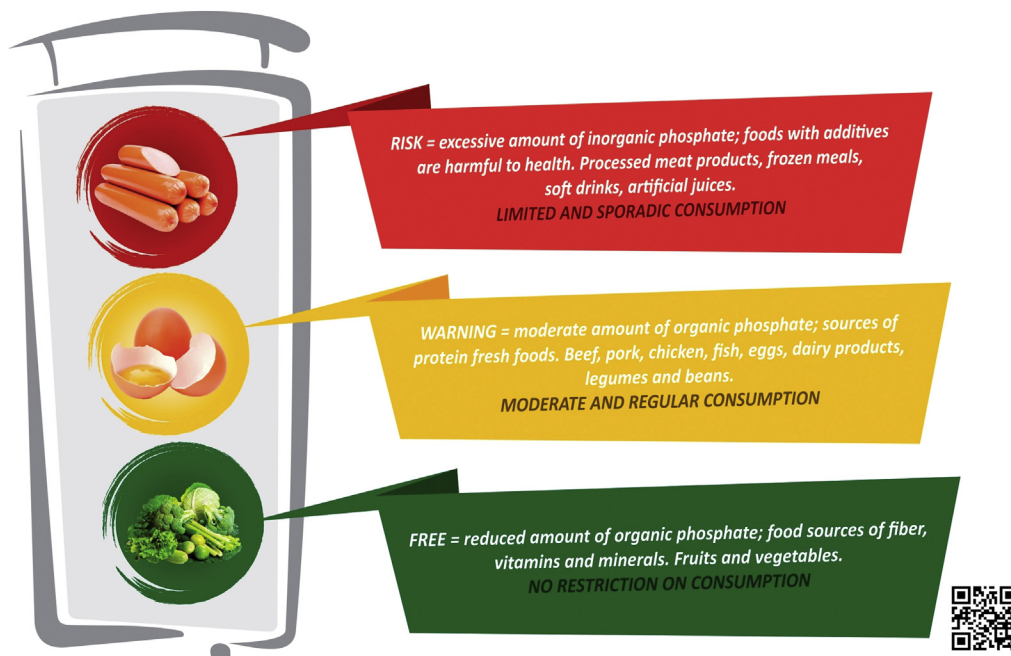 RISK = excessive amount of inorganic phosphate; foods with additives
are harmful to health. Processed meat products, frozen meals,
soft drinks, artificial juices.
LIMITED AND SPORADIC CONSUMPTION
WARNING = moderate amount of organic phosphate; sources of
protein fresh foods. Beef, pork, chicken, fish, eggs, dairy products,
legumes and beans.
MODERATE AND REGULAR CONSUMPTION
FREE = reduced amount of organic phosphate; food sources of fiber,
vitamins and minerals. Fruits and vegetables.
NO RESTRICTION ON CONSUMPTION